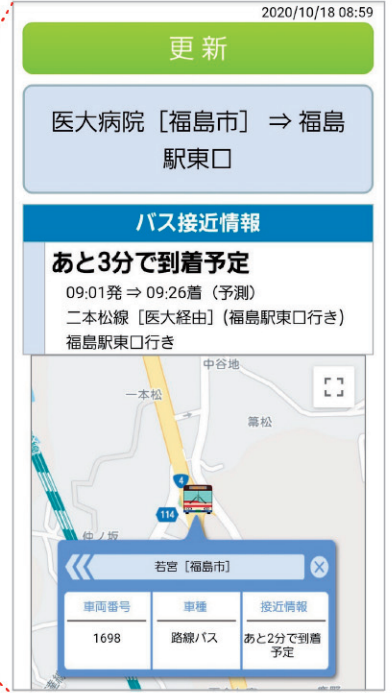 2020/10/18 08:59
更新
医大病院［福島市］ ⇒ 福島
駅東口
バス接近情報
あと3分で到着予定
09:01発 ⇒ 09:26着（予測）
二本松線［医大経由］(福島駅東口行き)
福島駅東口行き
中谷地
一本松
篝松
4
114
仲ノ坂
若宮［福島市］
車両番号
車種
接近情報
1698
路線バス
あと2分で到着
予定